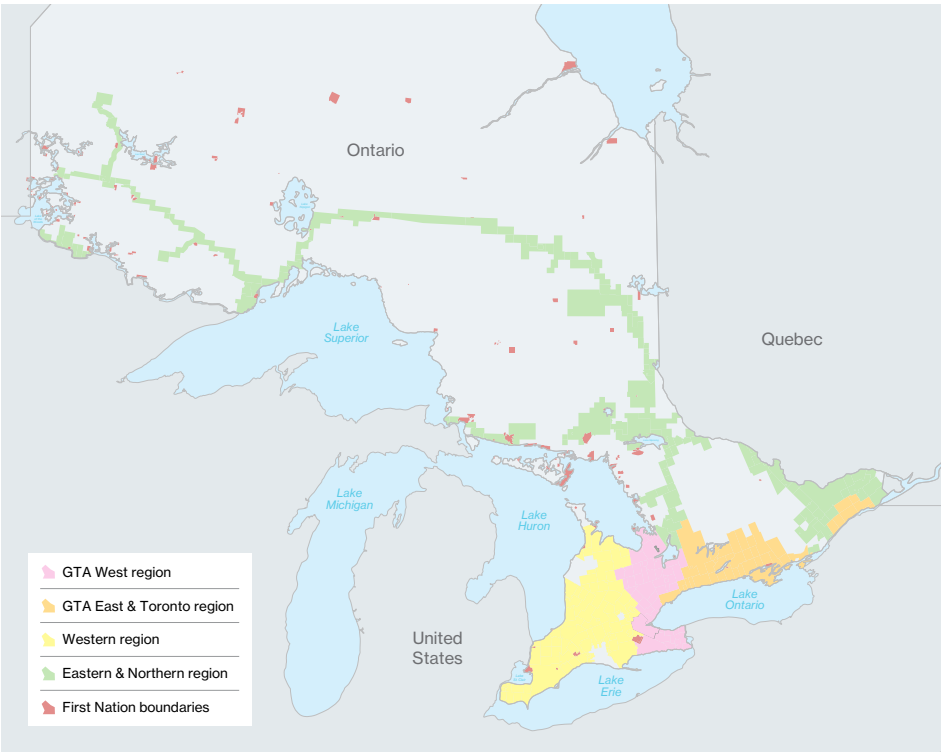 Ontario
Lake
Superior
Quebec
Lake
Michigan
Lake
Huron
Lake
Ontario
United
States
Lake
Erie
GTA West region
GTA East & Toronto region
Western region
Eastern & Northern region
First Nation boundaries